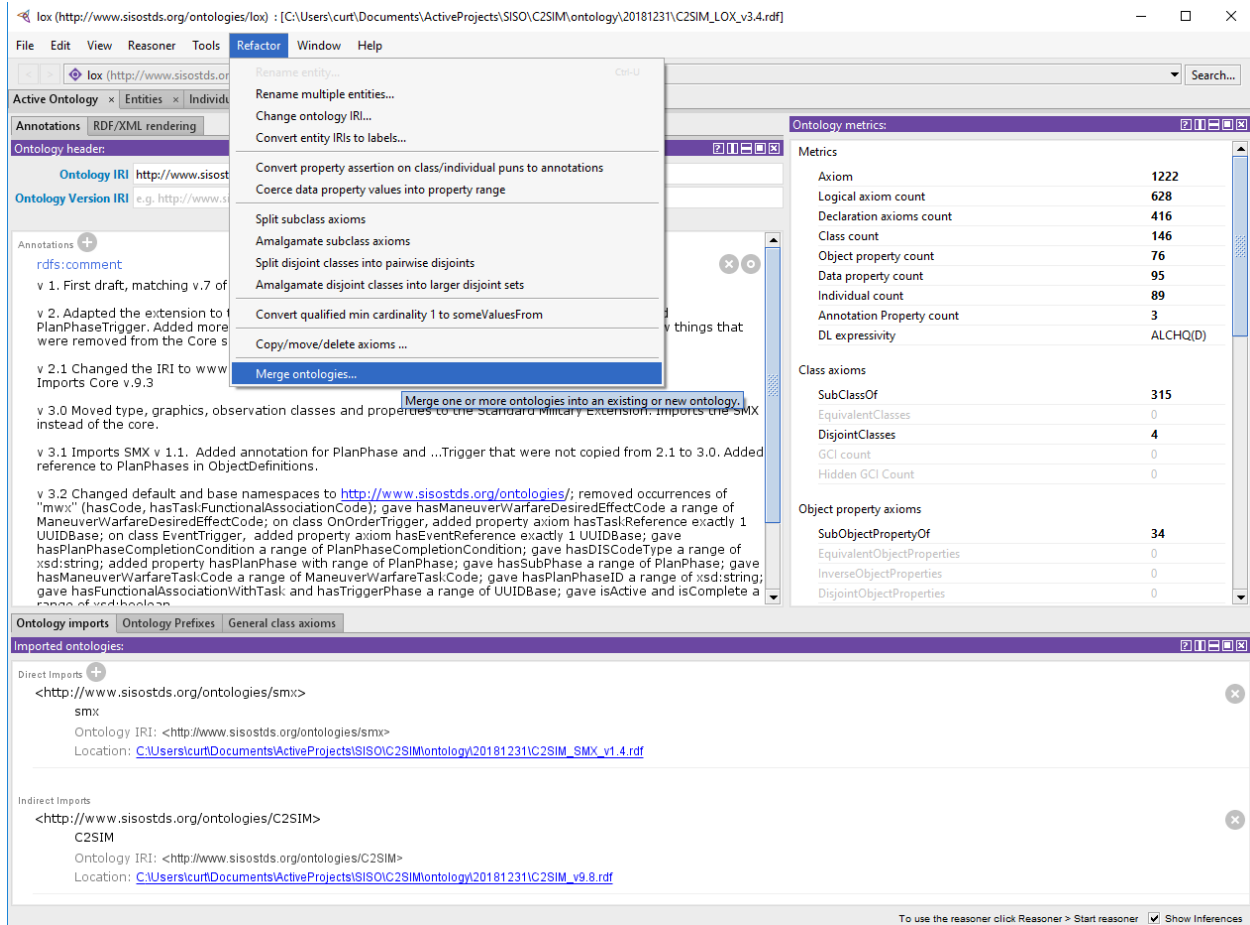 lox (http://www.sisostds.org/ontologies/lox) : [C:\Users\curt\Documents\ActiveProjects\SISO\C2SIM\ontology\20181231\C2SIM_LOX_v3.4.rdf]
File Edit View Reasoner Tools Refactor Window Help
lox (http://www.sisostds.or
Search...
Active Ontology × Entities × Individu
Rename entity... Ctrl-U
Rename multiple entities...
Change ontology IRI...
Convert entity IRIs to labels...
Convert property assertion on class/individual puns to annotations
Coerce data property values into property range
Split subclass axioms
Amalgamate subclass axioms
Split disjoint classes into pairwise disjoints
Amalgamate disjoint classes into larger disjoint sets
Convert qualified min cardinality 1 to someValuesFrom
Copy/move/delete axioms ...
Merge ontologies...
Merge one or more ontologies into an existing or new ontology.
Annotations RDF/XML rendering
Ontology header:
Ontology IRI http://www.sisost
Ontology Version IRI e.g. http://www.si
Annotations
rdfs:comment
v 1. First draft, matching v.7 of
v 2. Adapted the extension to
PlanPhaseTrigger. Added more v things that
were removed from the Core s
v 2.1 Changed the IRI to www
Imports Core v.9.3
v 3.0 Moved type, graphics, observation classes and properties to the Standard Military Extension. Imports the SMX
instead of the core.
v 3.1 Imports SMX v 1.1. Added annotation for PlanPhase and ...Trigger that were not copied from 2.1 to 3.0. Added
reference to PlanPhases in ObjectDefinitions.
v 3.2 Changed default and base namespaces to http://www.sisostds.org/ontologies/; removed occurrences of
"mwx" (hasCode, hasTaskFunctionalAssociationCode); gave hasManeuverWarfareDesiredEffectCode a range of
ManeuverWarfareDesiredEffectCode; on class OnOrderTrigger, added property axiom hasTaskReference exactly 1
UUIDBase; on class EventTrigger, added property axiom hasEventReference exactly 1 UUIDBase; gave
hasPlanPhaseCompletionCondition a range of PlanPhaseCompletionCondition; gave hasDISCodeType a range of
xsd:string; added property hasPlanPhase with range of PlanPhase; gave hasSubPhase a range of PlanPhase; gave
hasManeuverWarfareTaskCode a range of ManeuverWarfareTaskCode; gave hasPlanPhaseID a range of xsd:string;
gave hasFunctionalAssociationWithTask and hasTriggerPhase a range of UUIDBase; gave isActive and isComplete a
range of xsd:boolean
Ontology metrics:
Metrics
Axiom 1222
Logical axiom count 628
Declaration axioms count 416
Class count 146
Object property count 76
Data property count 95
Individual count 89
Annotation Property count 3
DL expressivity ALCHQ(D)
Class axioms
SubClassOf 315
EquivalentClasses 0
DisjointClasses 4
GCI count 0
Hidden GCI Count 0
Object property axioms
SubObjectPropertyOf 34
EquivalentObjectProperties 0
InverseObjectProperties 0
DisjointObjectProperties 0
Ontology imports Ontology Prefixes General class axioms
Imported ontologies:
Direct Imports
<http://www.sisostds.org/ontologies/smx>
smx
Ontology IRI: <http://www.sisostds.org/ontologies/smx>
Location: C:\Users\curt\Documents\ActiveProjects\SISO\C2SIM\ontology\20181231\C2SIM_SMX_v1.4.rdf
Indirect Imports
<http://www.sisostds.org/ontologies/C2SIM>
C2SIM
Ontology IRI: <http://www.sisostds.org/ontologies/C2SIM>
Location: C:\Users\curt\Documents\ActiveProjects\SISO\C2SIM\ontology\20181231\C2SIM_v9.8.rdf
To use the reasoner click Reasoner > Start reasoner Show Inferences